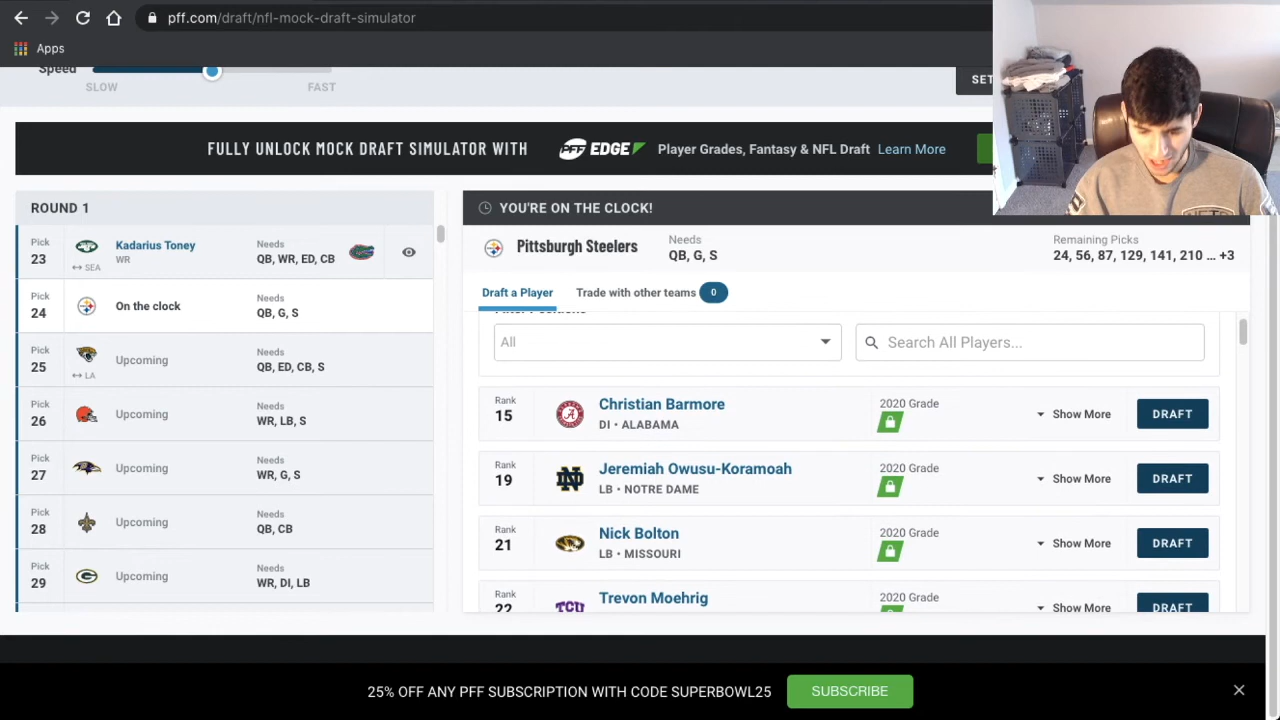 pff.com/draft/nfl-mock-draft-simulator
Apps
Speed
SLOW
FAST
SET
FULLY UNLOCK MOCK DRAFT SIMULATOR WITH PFF EDGE Player Grades, Fantasy & NFL Draft Learn More
ROUND 1
Pick 23 SEA Kadarius Toney WR Needs QB, WR, ED, CB
Pick 24 On the clock Needs QB, G, S
Pick 25 LA Upcoming Needs QB, ED, CB, S
Pick 26 Upcoming Needs WR, LB, S
Pick 27 Upcoming Needs WR, G, S
Pick 28 Upcoming Needs QB, CB
Pick 29 Upcoming Needs WR, DI, LB
YOU'RE ON THE CLOCK!
Pittsburgh Steelers
Needs
QB, G, S
Remaining Picks
24, 56, 87, 129, 141, 210 ... +3
Draft a Player
Trade with other teams 0
Filter Positions
All
Search All Players...
Rank 15 Christian Barmore DI • ALABAMA 2020 Grade Show More DRAFT
Rank 19 Jeremiah Owusu-Koramoah LB • NOTRE DAME 2020 Grade Show More DRAFT
Rank 21 Nick Bolton LB • MISSOURI 2020 Grade Show More DRAFT
Rank 22 TCU Trevon Moehrig 2020 Grade Show More DRAFT
25% OFF ANY PFF SUBSCRIPTION WITH CODE SUPERBOWL25
SUBSCRIBE